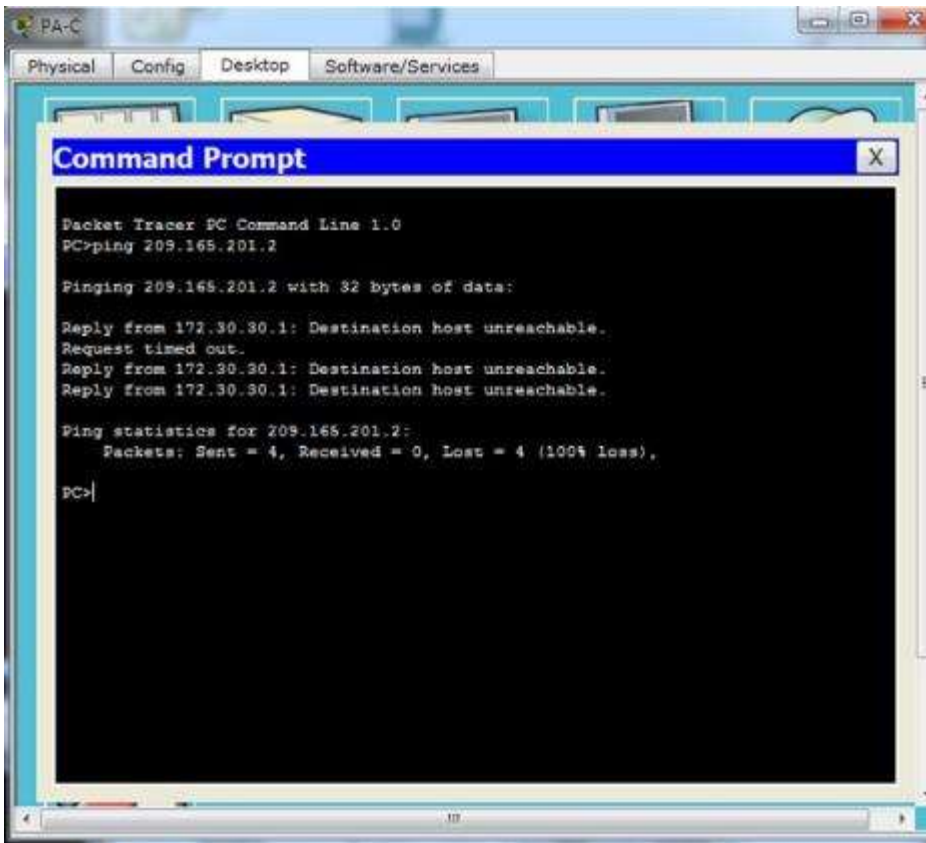 PA-C
Physical Config Desktop Software/Services
Command Prompt X
Packet Tracer PC Command Line 1.0
PC>ping 209.165.201.2
Pinging 209.165.201.2 with 32 bytes of data:
Reply from 172.30.30.1: Destination host unreachable.
Request timed out.
Reply from 172.30.30.1: Destination host unreachable.
Reply from 172.30.30.1: Destination host unreachable.
Ping statistics for 209.165.201.2:
Packets: Sent = 4, Received = 0, Lost = 4 (100% loss),
PC>